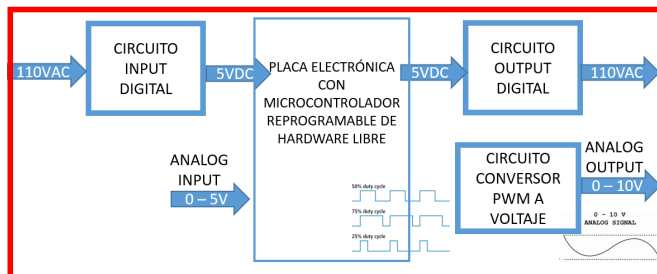 110VAC
CIRCUITO
INPUT
DIGITAL
5VDC
PLACA ELECTRÓNICA
CON
MICROCONTROLADOR
REPROGRAMABLE DE
HARDWARE LIBRE
5VDC
CIRCUITO
OUTPUT
DIGITAL
110VAC
ANALOG
INPUT
0 – 5V
50% duty cycle
75% duty cycle
25% duty cycle
CIRCUITO
CONVERSOR
PWM A
VOLTAJE
ANALOG
OUTPUT
0 – 10V
0 - 10 V
ANALOG SIGNAL